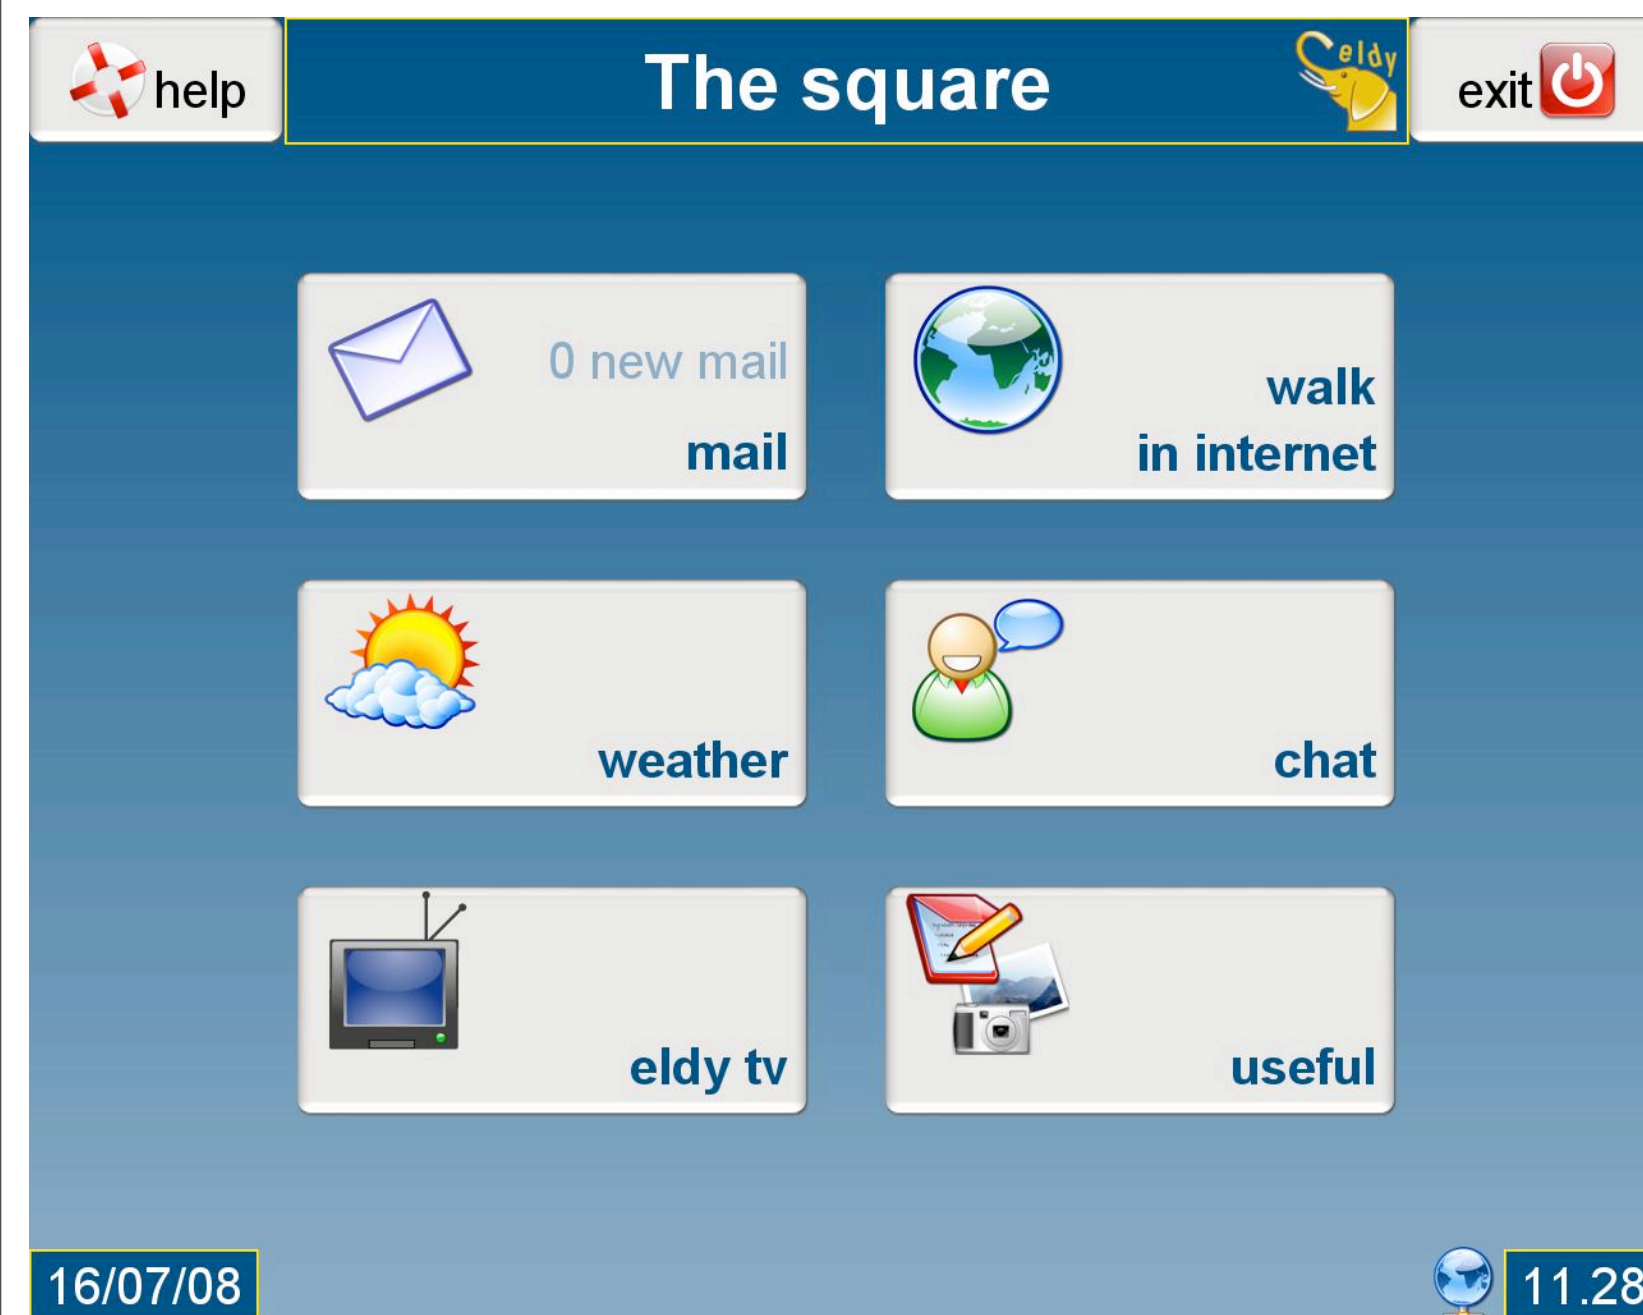 help
The square
eldy
exit
0 new mail
mail
walk
in internet
weather
chat
eldy tv
useful
16/07/08
11.28